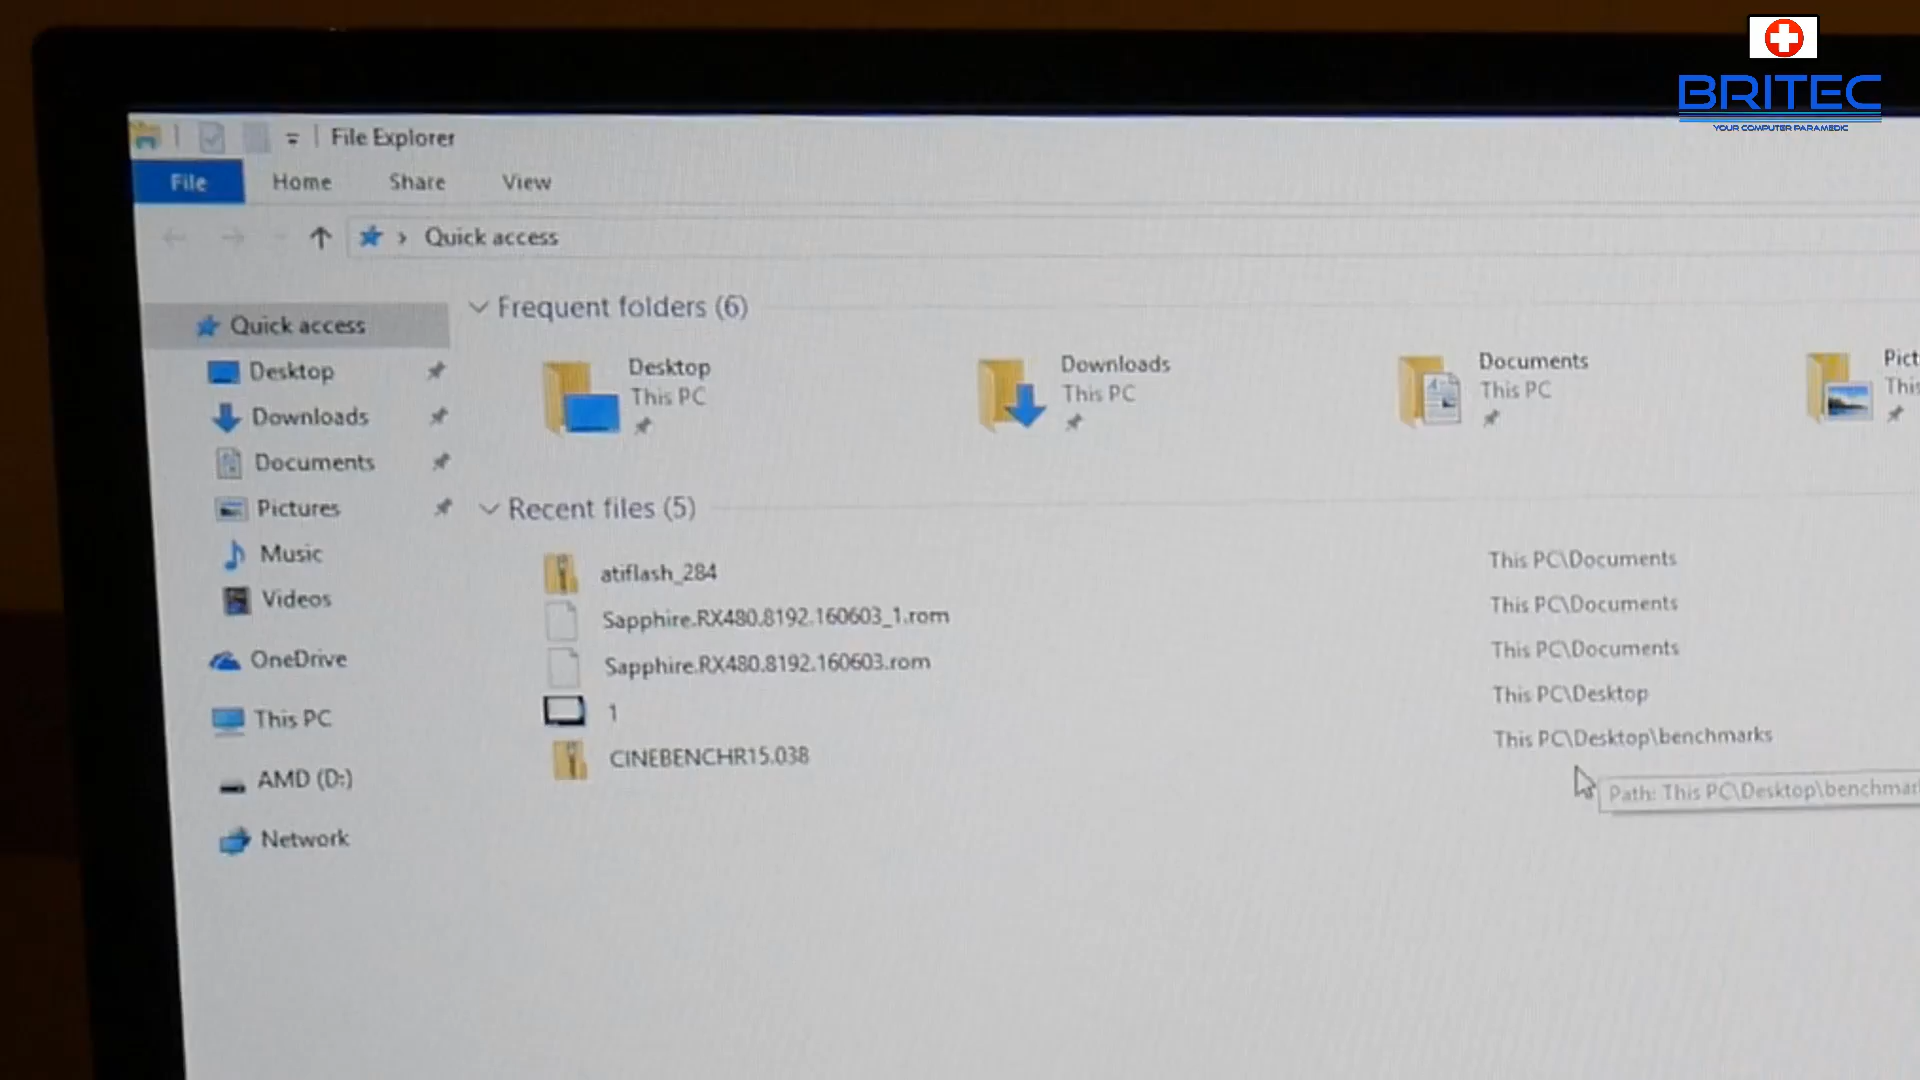 BRITEC
YOUR COMPUTER PARAMEDIC
File Explorer
File Home Share View
Quick access
Quick access
Desktop
Downloads
Documents
Pictures
Music
Videos
OneDrive
This PC
AMD (D:)
Network
Frequent folders (6)
Desktop
This PC
Downloads
This PC
Documents
This PC
Pict
This
Recent files (5)
atiflash_284 This PC\Documents
Sapphire.RX480.8192.160603_1.rom This PC\Documents
Sapphire.RX480.8192.160603.rom This PC\Documents
1 This PC\Desktop
CINEBENCHR15.038 This PC\Desktop\benchmarks
Path: This PC\Desktop\benchmar